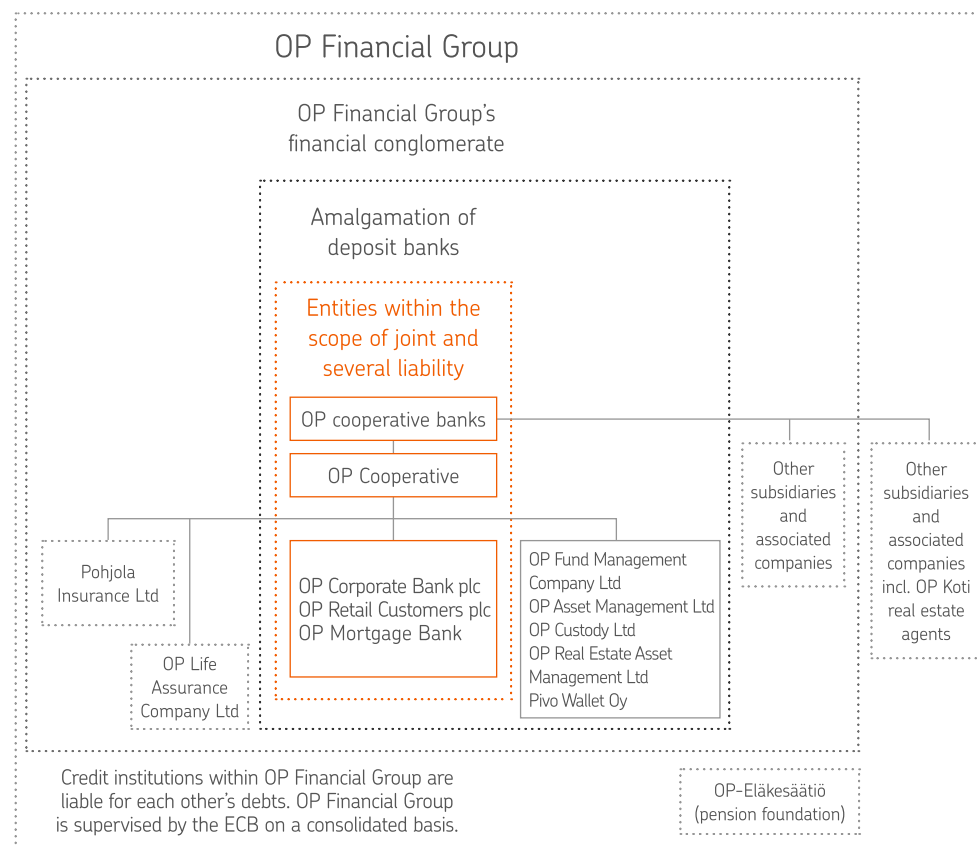 OP Financial Group
OP Financial Group's
financial conglomerate
Amalgamation of
deposit banks
Entities within the
scope of joint and
several liability
OP cooperative banks
OP Cooperative
Other
subsidiaries
and
associated
companies
Other
subsidiaries
and
associated
companies
incl. OP Koti
real estate
agents
Pohjola
Insurance Ltd
OP Life
Assurance
Company Ltd
OP Corporate Bank plc
OP Retail Customers plc
OP Mortgage Bank
OP Fund Management
Company Ltd
OP Asset Management Ltd
OP Custody Ltd
OP Real Estate Asset
Management Ltd
Pivo Wallet Oy
Credit institutions within OP Financial Group are
liable for each other's debts. OP Financial Group
is supervised by the ECB on a consolidated basis.
OP-Eläkesäätiö
(pension foundation)